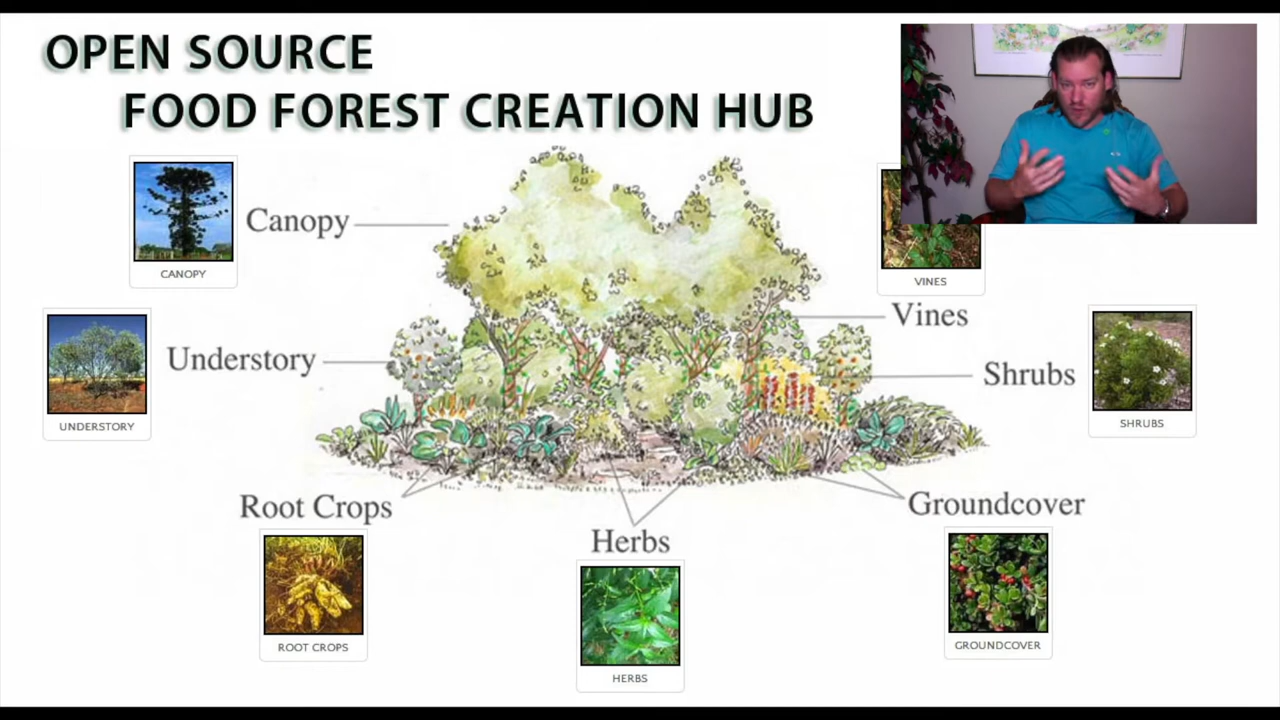 OPEN SOURCE
FOOD FOREST CREATION HUB
Canopy
CANOPY
VINES
Vines
Understory
UNDERSTORY
Shrubs
SHRUBS
Root Crops
ROOT CROPS
Herbs
HERBS
Groundcover
GROUNDCOVER